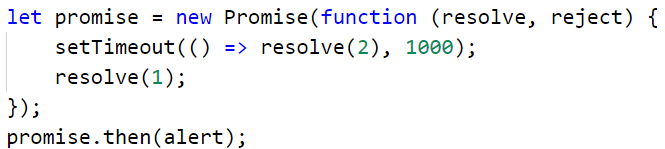 let promise = new Promise(function (resolve, reject) {
    setTimeout(() => resolve(2), 1000);
    resolve(1);
});
promise.then(alert);